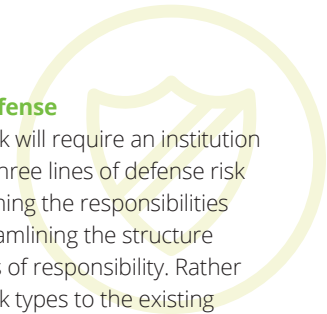 fense
k will require an institution
hree lines of defense risk
ning the responsibilities
amlining the structure
s of responsibility. Rather
k types to the existing